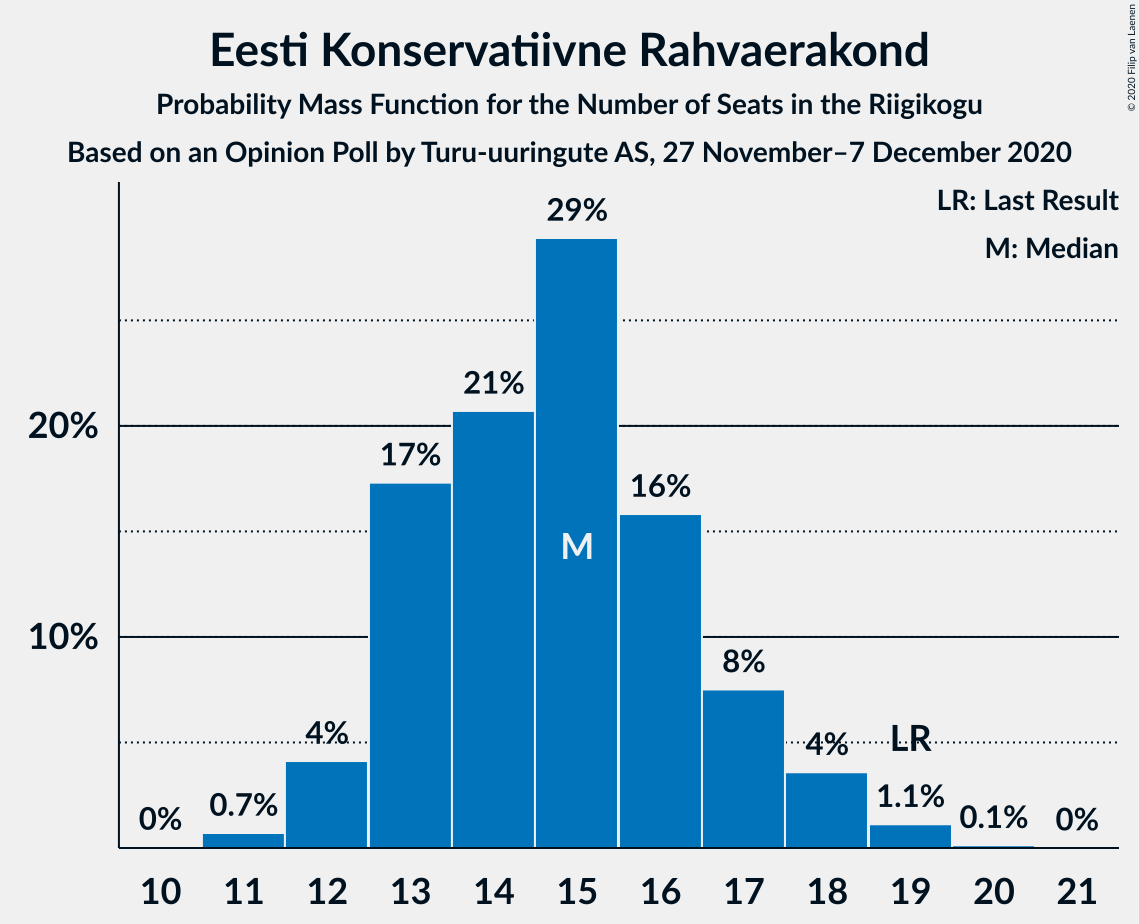 Eesti Konservatiivne Rahvaerakond
Probability Mass Function for the Number of Seats in the Riigikogu
Based on an Opinion Poll by Turu-uuringute AS, 27 November–7 December 2020
© 2020 Filip van Laenen
LR: Last Result
M: Median
20%
10%
0%
0.7%
4%
17%
21%
29%
M
16%
8%
4%
LR
1.1%
0.1%
0%
10 11 12 13 14 15 16 17 18 19 20 21